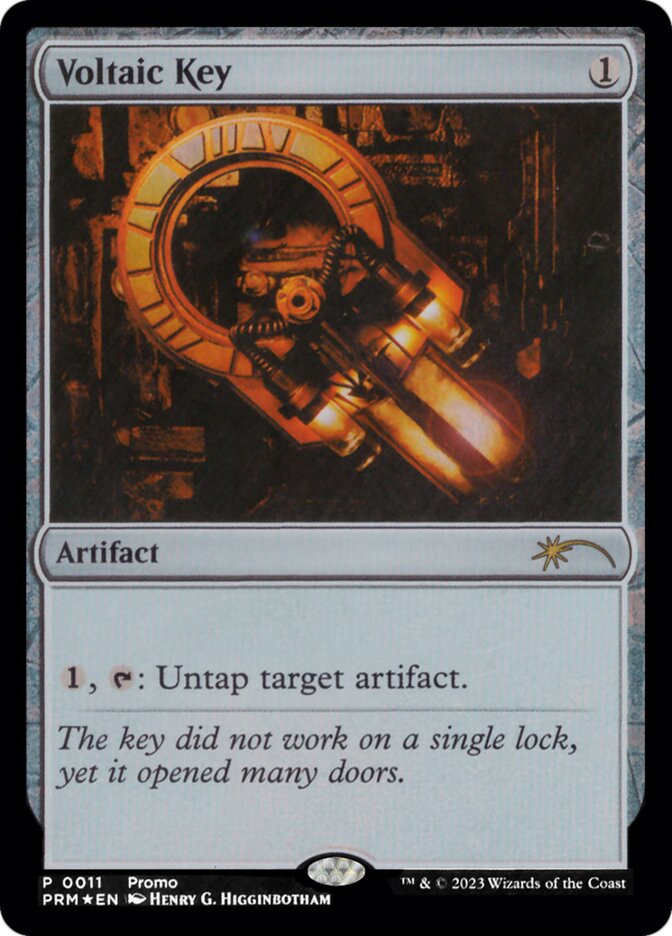 Voltaic Key
1
Artifact
1, : Untap target artifact.
The key did not work on a single lock,
yet it opened many doors.
P 0011 Promo
PRM★EN Henry G. Higginbotham
™ & © 2023 Wizards of the Coast